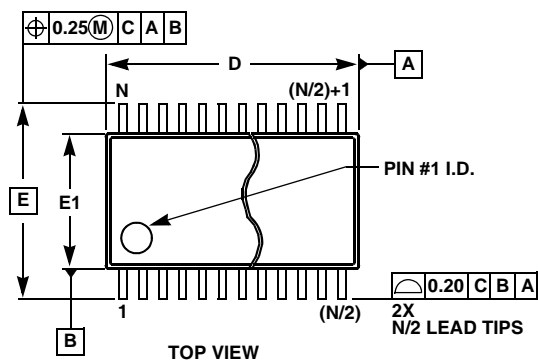 ⌖ 0.25 Ⓜ C A B
D
A
N (N/2)+1
PIN #1 I.D.
E
E1
⌓ 0.20 C B A
2X
N/2 LEAD TIPS
1 (N/2)
B
TOP VIEW